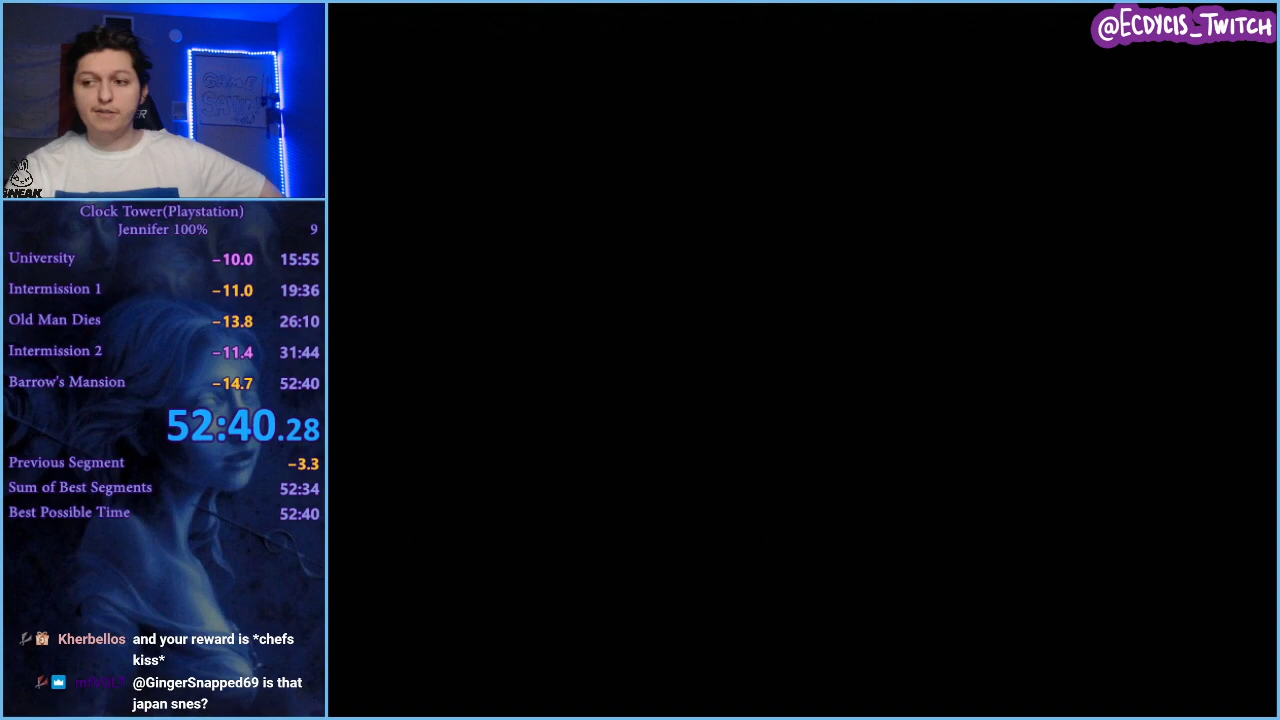 @ECDYCIS_TWITCH
GAME
SNEAK
Clock Tower(Playstation)
Jennifer 100% 9
University −10.0 15:55
Intermission 1 −11.0 19:36
Old Man Dies −13.8 26:10
Intermission 2 −11.4 31:44
Barrow's Mansion −14.7 52:40
52:40.28
Previous Segment −3.3
Sum of Best Segments 52:34
Best Possible Time 52:40
Kherbellos and your reward is *chefs
kiss*
@GingerSnapped69 is that
japan snes?